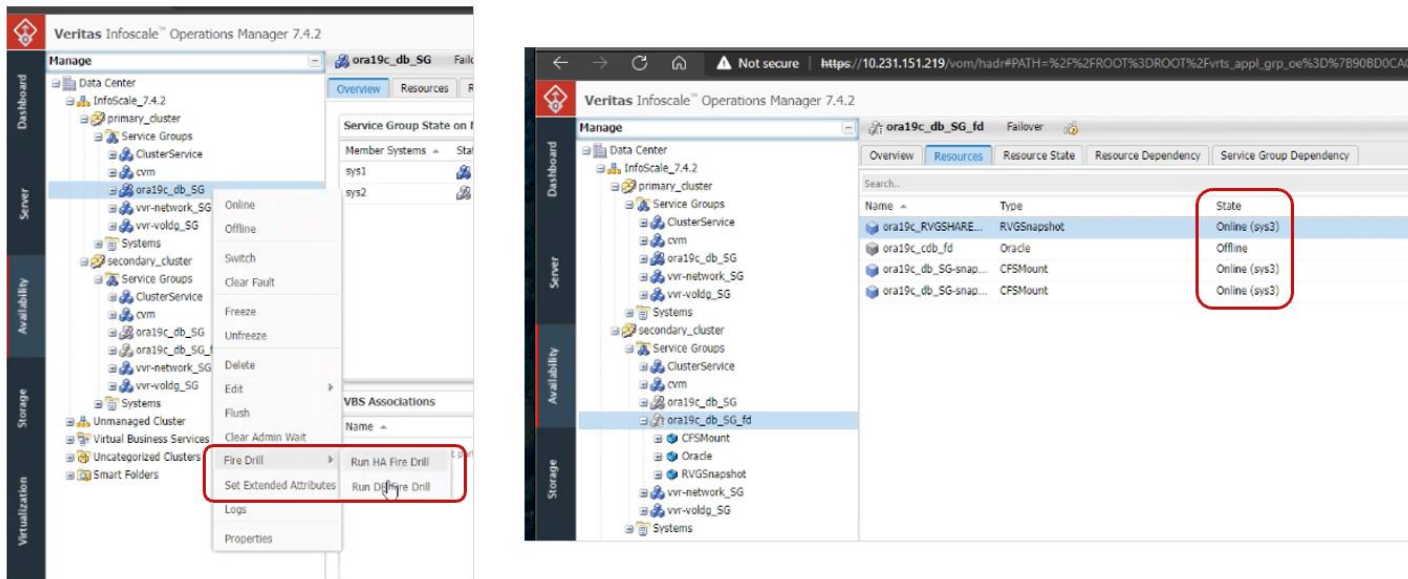 Veritas Infoscale™ Operations Manager 7.4.2
Manage
Dashboard
Server
Availability
Storage
Virtualization
Data Center
InfoScale_7.4.2
primary_cluster
Service Groups
ClusterService
cvm
ora19c_db_SG
vvr-network_SG
vvr-voldg_SG
Systems
secondary_cluster
Service Groups
ClusterService
cvm
ora19c_db_SG
ora19c_db_SG_f
vvr-network_SG
vvr-voldg_SG
Systems
Unmanaged Cluster
Virtual Business Services
Uncategorized Clusters
Smart Folders
ora19c_db_SG
Overview Resources R
Service Group State on
Member Systems
sys1
sys2
Online
Offline
Switch
Clear Fault
Freeze
Unfreeze
Delete
Edit
Flush
Clear Admin Wait
Fire Drill
Set Extended Attributes
Logs
Properties
Run HA Fire Drill
Run Fire Drill
VBS Associations
Name
Not secure https://10.231.151.219/vom/hadr#PATH=%2F%2FROOT%3DROOT%2Fvrts_appl_grp_oe%3D%7B90BD0CAC
Veritas Infoscale™ Operations Manager 7.4.2
Manage
Dashboard
Server
Availability
Storage
Data Center
InfoScale_7.4.2
primary_cluster
Service Groups
ClusterService
cvm
ora19c_db_SG
vvr-network_SG
vvr-voldg_SG
Systems
secondary_cluster
Service Groups
ClusterService
cvm
ora19c_db_SG
ora19c_db_SG_fd
CFSMount
Oracle
RVGSnapshot
vvr-network_SG
vvr-voldg_SG
Systems
ora19c_db_SG_fd Failover
Overview Resources Resource State Resource Dependency Service Group Dependency
Search..
Name Type State
ora19c_RVGSHARE... RVGSnapshot Online (sys3)
ora19c_cdb_fd Oracle Offline
ora19c_db_SG-snap... CFSMount Online (sys3)
ora19c_db_SG-snap... CFSMount Online (sys3)